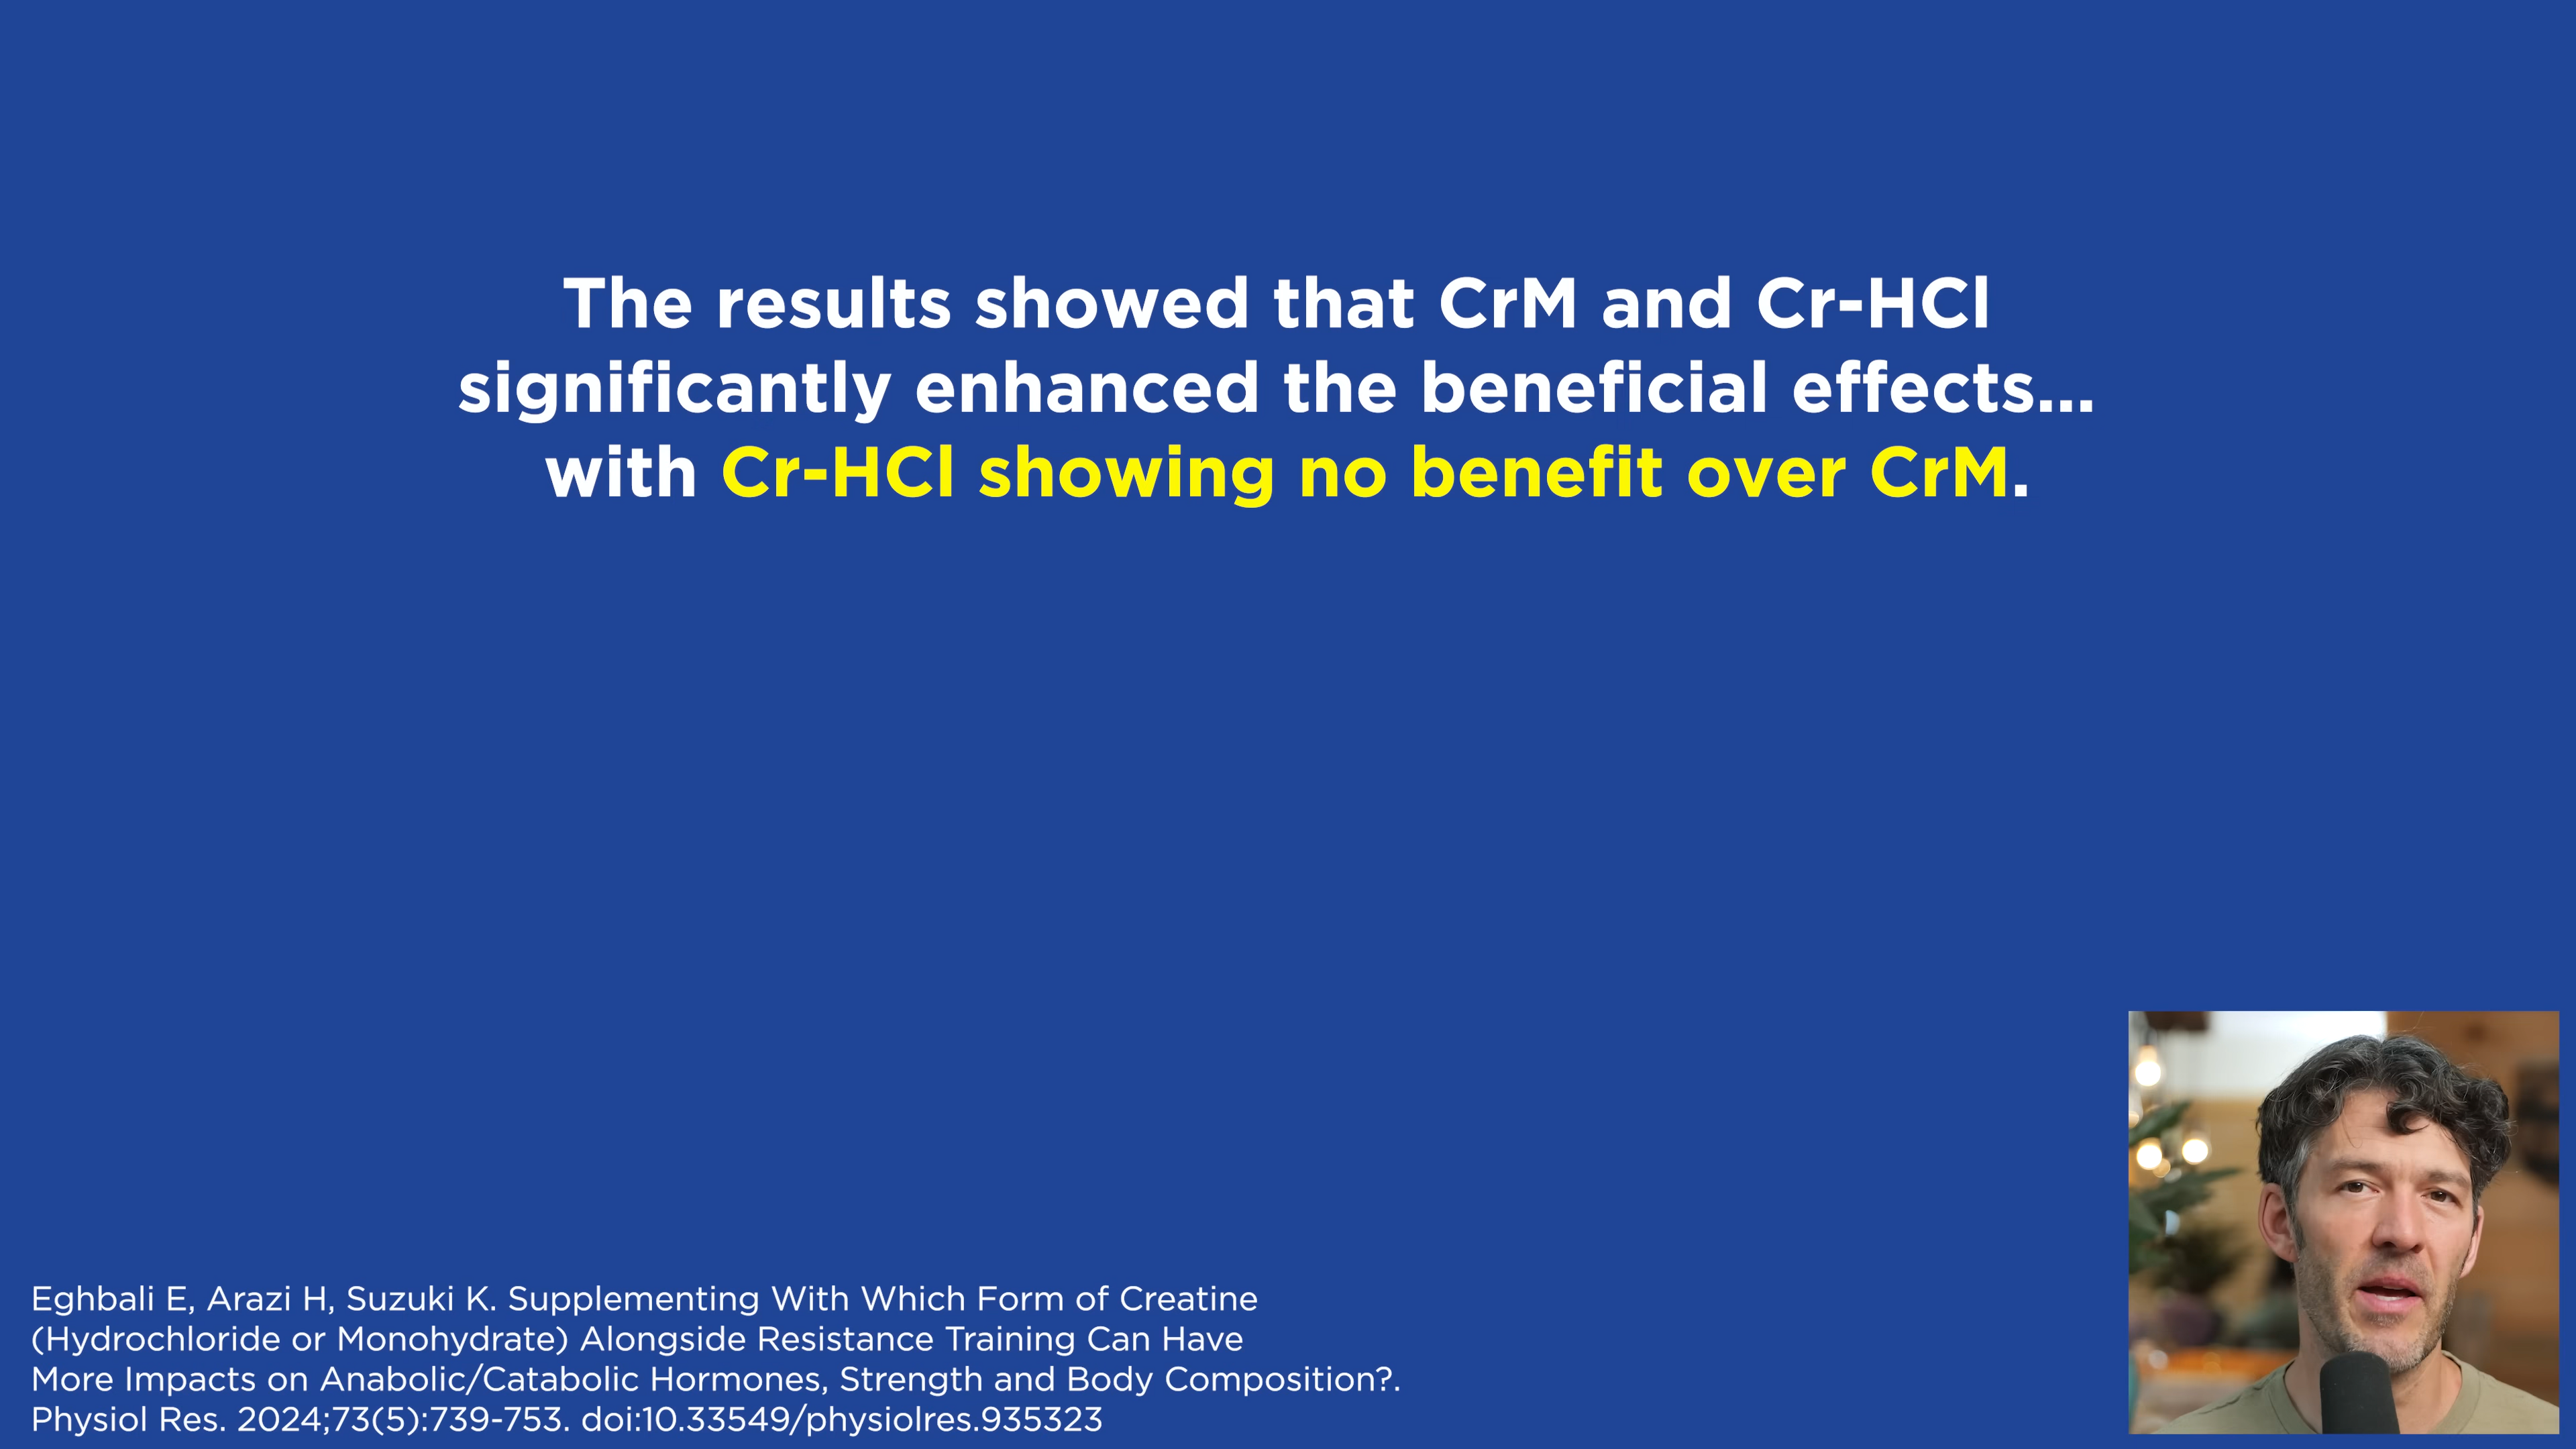 The results showed that CrM and Cr-HCl
significantly enhanced the beneficial effects...
with Cr-HCl showing no benefit over CrM.
Eghbali E, Arazi H, Suzuki K. Supplementing With Which Form of Creatine
(Hydrochloride or Monohydrate) Alongside Resistance Training Can Have
More Impacts on Anabolic/Catabolic Hormones, Strength and Body Composition?.
Physiol Res. 2024;73(5):739-753. doi:10.33549/physiolres.935323